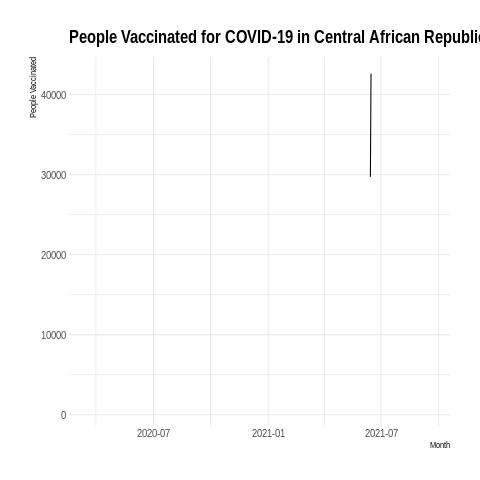 People Vaccinated for COVID-19 in Central African Republi
People Vaccinated
40000
30000
20000
10000
0
2020-07 2021-01 2021-07
Month